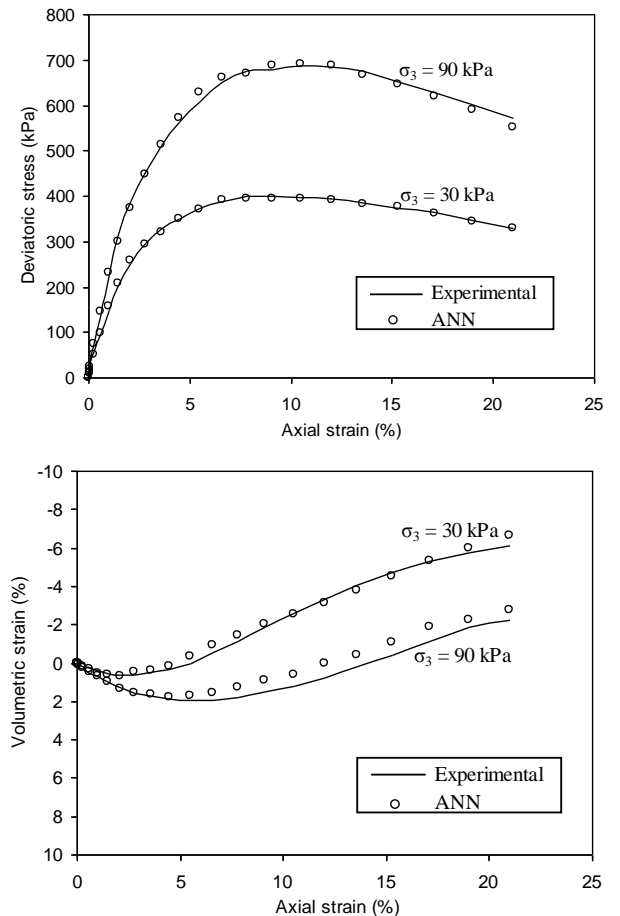 800
700
600
500
400
300
200
100
0
Deviatoric stress (kPa)
σ3 = 90 kPa
σ3 = 30 kPa
Experimental
ANN
0 5 10 15 20 25
Axial strain (%)
-10
-8
-6
-4
-2
0
2
4
6
8
10
Volumetric strain (%)
σ3 = 30 kPa
σ3 = 90 kPa
Experimental
ANN
0 5 10 15 20 25
Axial strain (%)